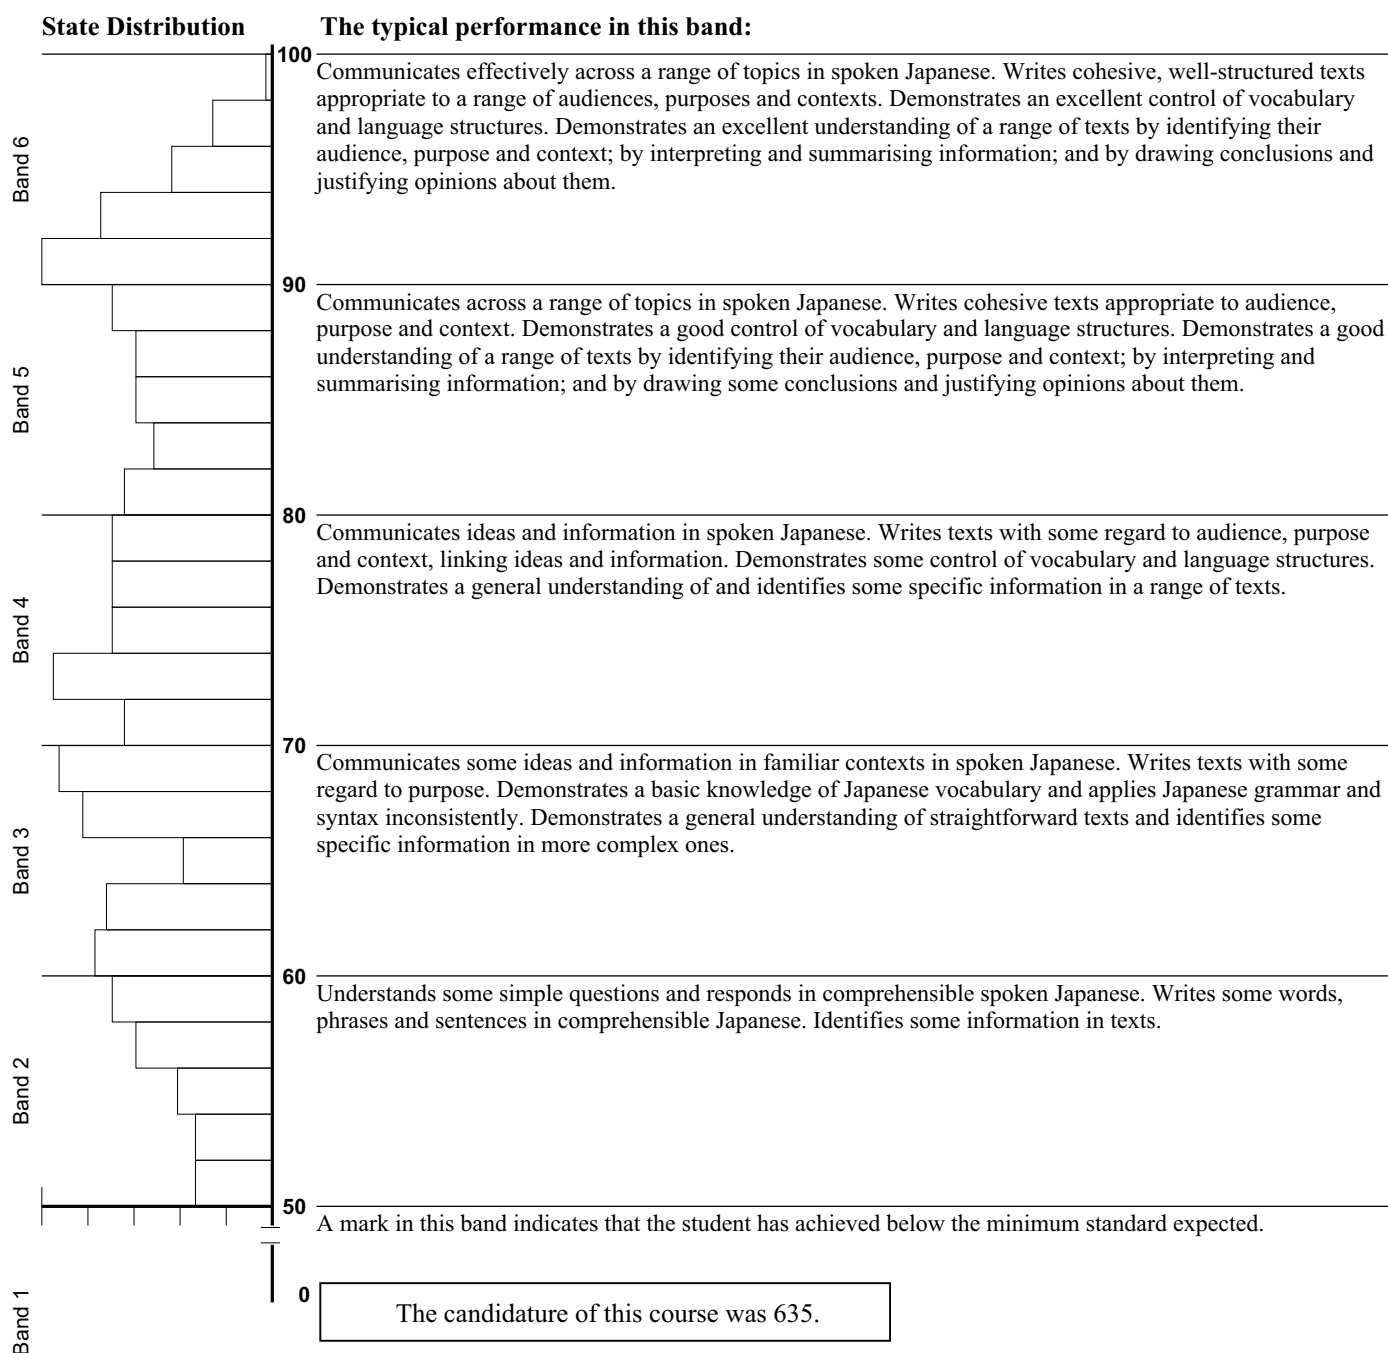 State Distribution
The typical performance in this band:
100
Communicates effectively across a range of topics in spoken Japanese. Writes cohesive, well-structured texts
appropriate to a range of audiences, purposes and contexts. Demonstrates an excellent control of vocabulary
and language structures. Demonstrates an excellent understanding of a range of texts by identifying their
audience, purpose and context; by interpreting and summarising information; and by drawing conclusions and
justifying opinions about them.
Band 6
90
Communicates across a range of topics in spoken Japanese. Writes cohesive texts appropriate to audience,
purpose and context. Demonstrates a good control of vocabulary and language structures. Demonstrates a good
understanding of a range of texts by identifying their audience, purpose and context; by interpreting and
summarising information; and by drawing some conclusions and justifying opinions about them.
Band 5
80
Communicates ideas and information in spoken Japanese. Writes texts with some regard to audience, purpose
and context, linking ideas and information. Demonstrates some control of vocabulary and language structures.
Demonstrates a general understanding of and identifies some specific information in a range of texts.
Band 4
70
Communicates some ideas and information in familiar contexts in spoken Japanese. Writes texts with some
regard to purpose. Demonstrates a basic knowledge of Japanese vocabulary and applies Japanese grammar and
syntax inconsistently. Demonstrates a general understanding of straightforward texts and identifies some
specific information in more complex ones.
Band 3
60
Understands some simple questions and responds in comprehensible spoken Japanese. Writes some words,
phrases and sentences in comprehensible Japanese. Identifies some information in texts.
Band 2
50
A mark in this band indicates that the student has achieved below the minimum standard expected.
0
Band 1
The candidature of this course was 635.